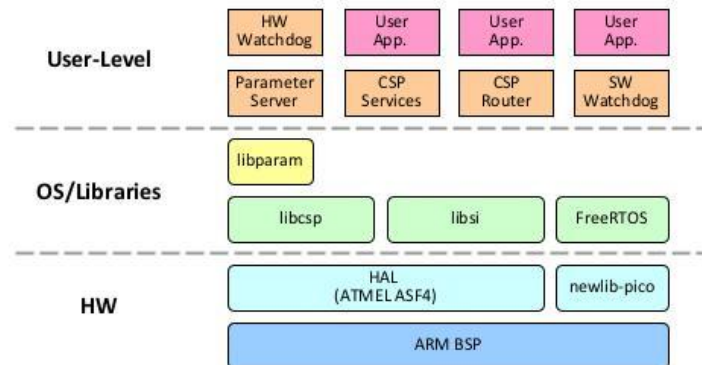 User-Level
HW
Watchdog
User
App.
User
App.
User
App.
Parameter
Server
CSP
Services
CSP
Router
SW
Watchdog
OS/Libraries
libparam
libcsp
libsi
FreeRTOS
HW
HAL
(ATMEL ASF4)
newlib-pico
ARM BSP